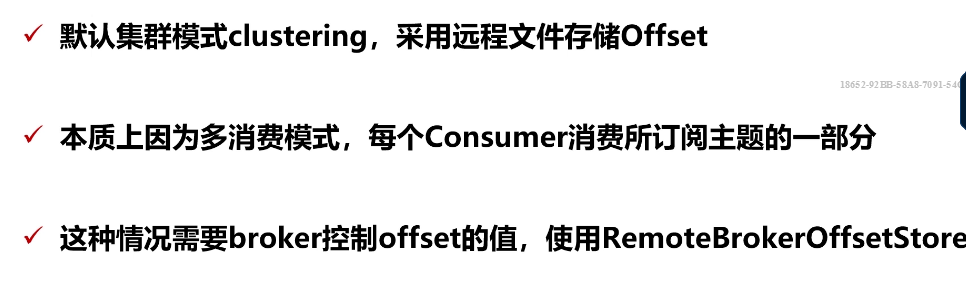 默认集群模式clustering，采用远程文件存储Offset
本质上因为多消费模式，每个Consumer消费所订阅主题的一部分
这种情况需要broker控制offset的值，使用RemoteBrokerOffsetStore